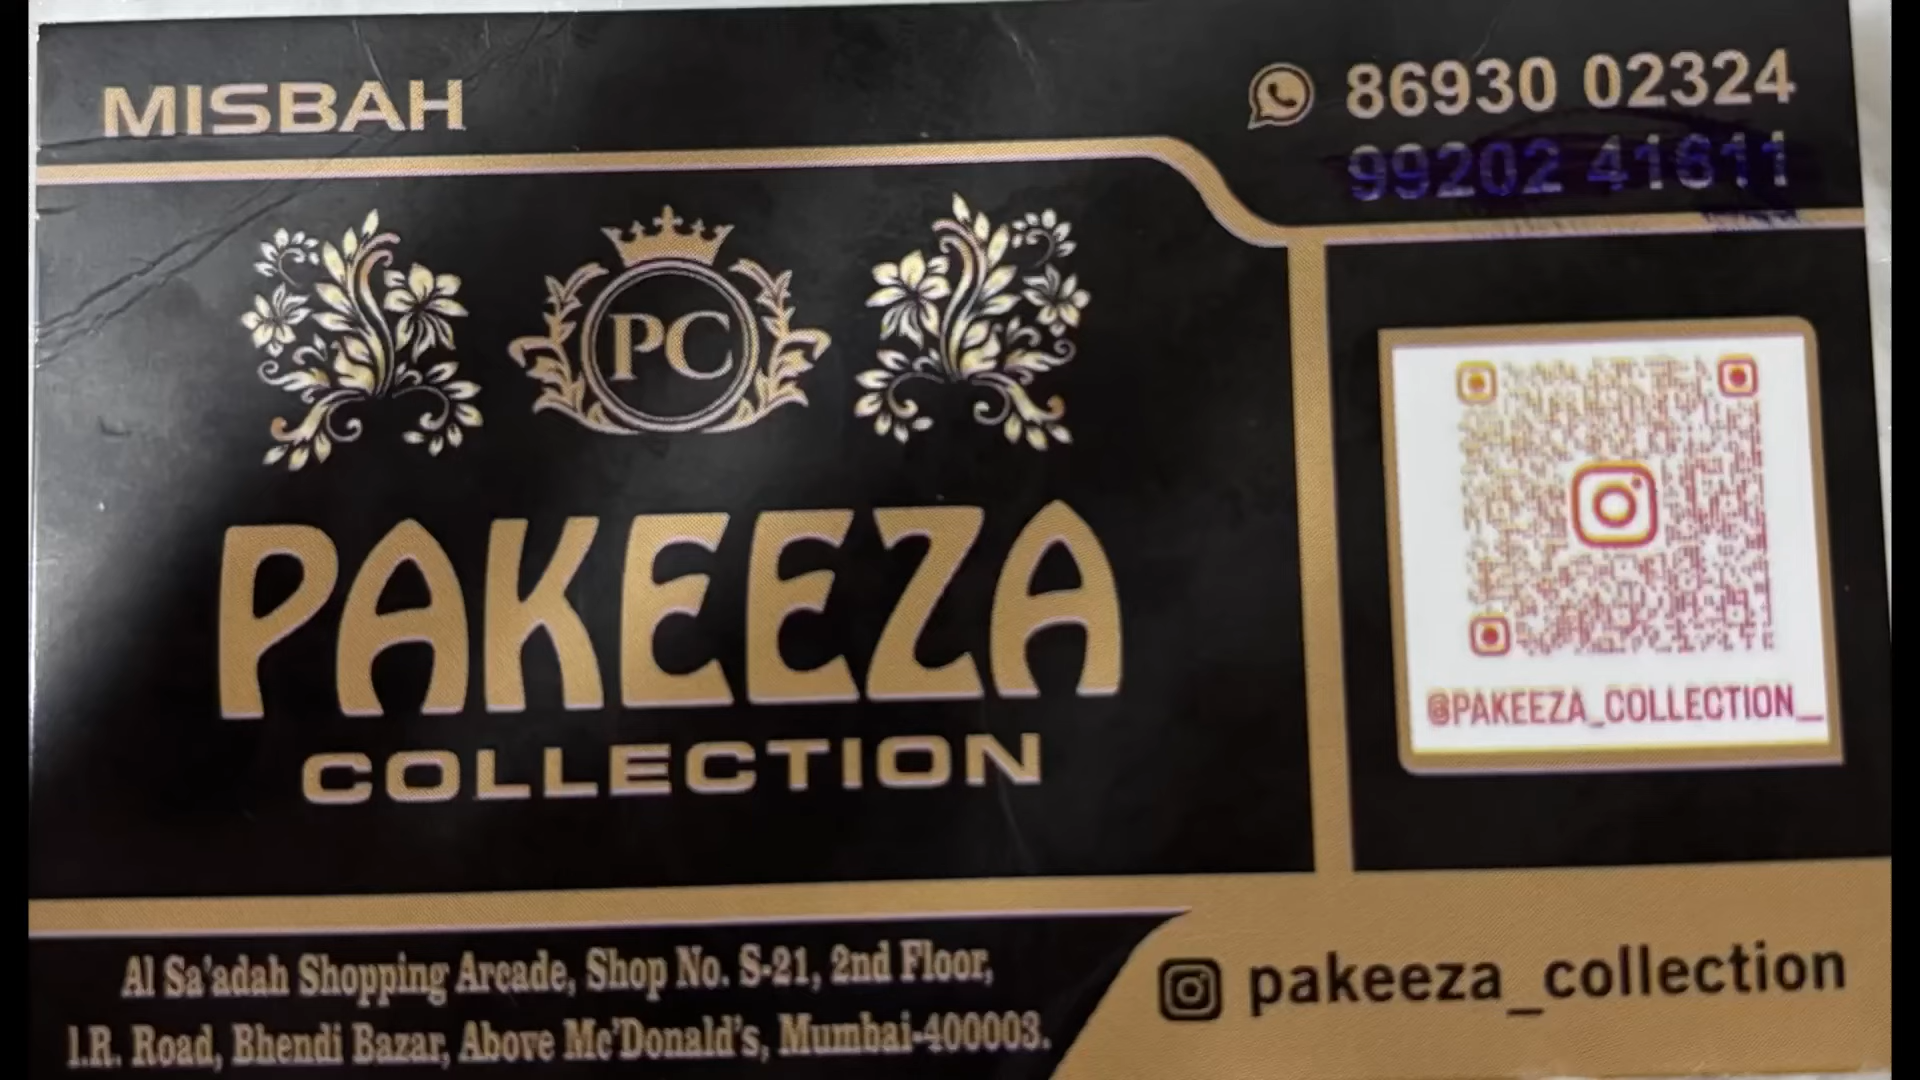 MISBAH
86930 02324
99202 41611
PC
PAKEEZA
COLLECTION
@PAKEEZA_COLLECTION_
Al Sa'adah Shopping Arcade, Shop No. S-21, 2nd Floor,
I.R. Road, Bhendi Bazar, Above Mc'Donald's, Mumbai-400003.
pakeeza_collection